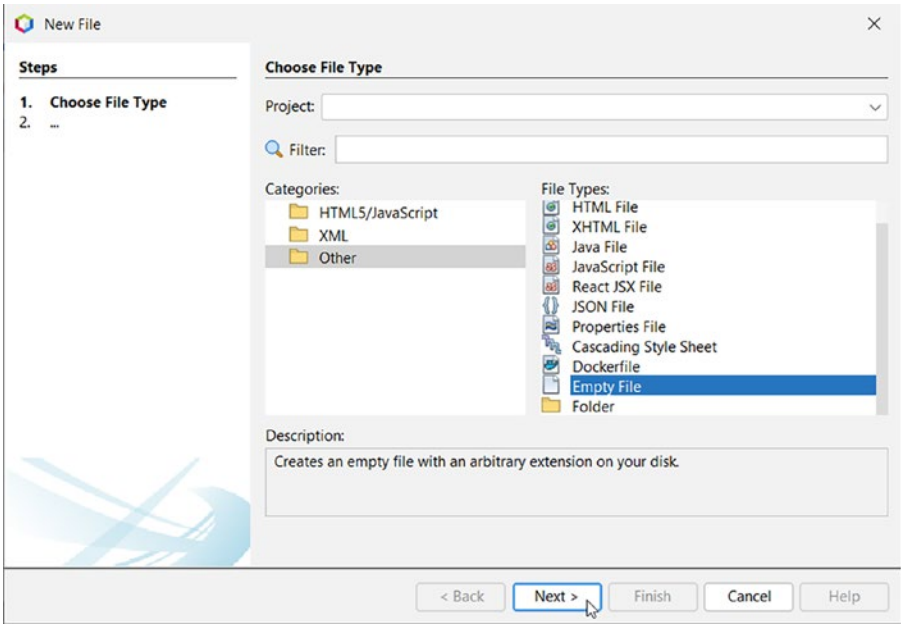 New File
Steps
1. Choose File Type
2. ...
Choose File Type
Project:
Filter:
Categories:
HTML5/JavaScript
XML
Other
File Types:
HTML File
XHTML File
Java File
JavaScript File
React JSX File
JSON File
Properties File
Cascading Style Sheet
Dockerfile
Empty File
Folder
Description:
Creates an empty file with an arbitrary extension on your disk.
< Back
Next >
Finish
Cancel
Help